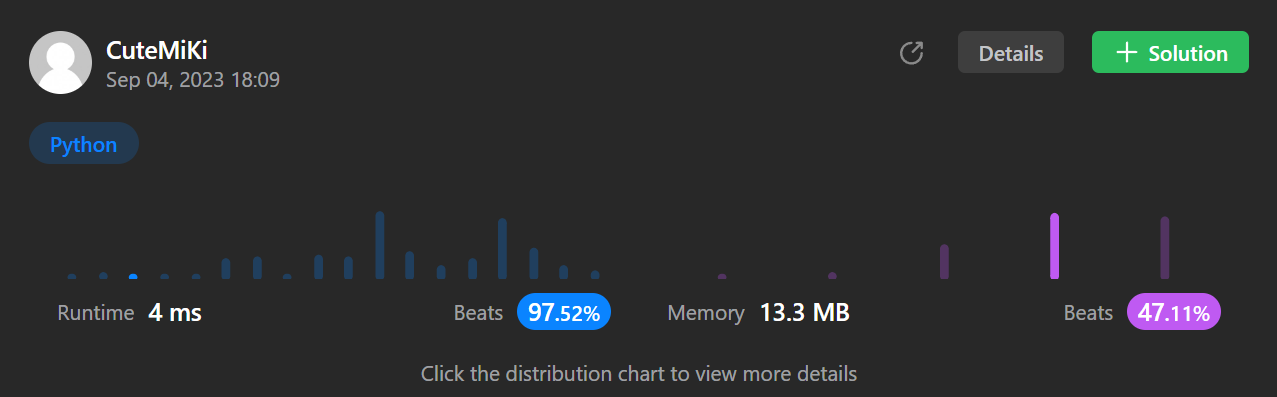 CuteMiKi
Sep 04, 2023 18:09
Details
Solution
Python
Runtime 4 ms Beats 97.52% Memory 13.3 MB Beats 47.11%
Click the distribution chart to view more details